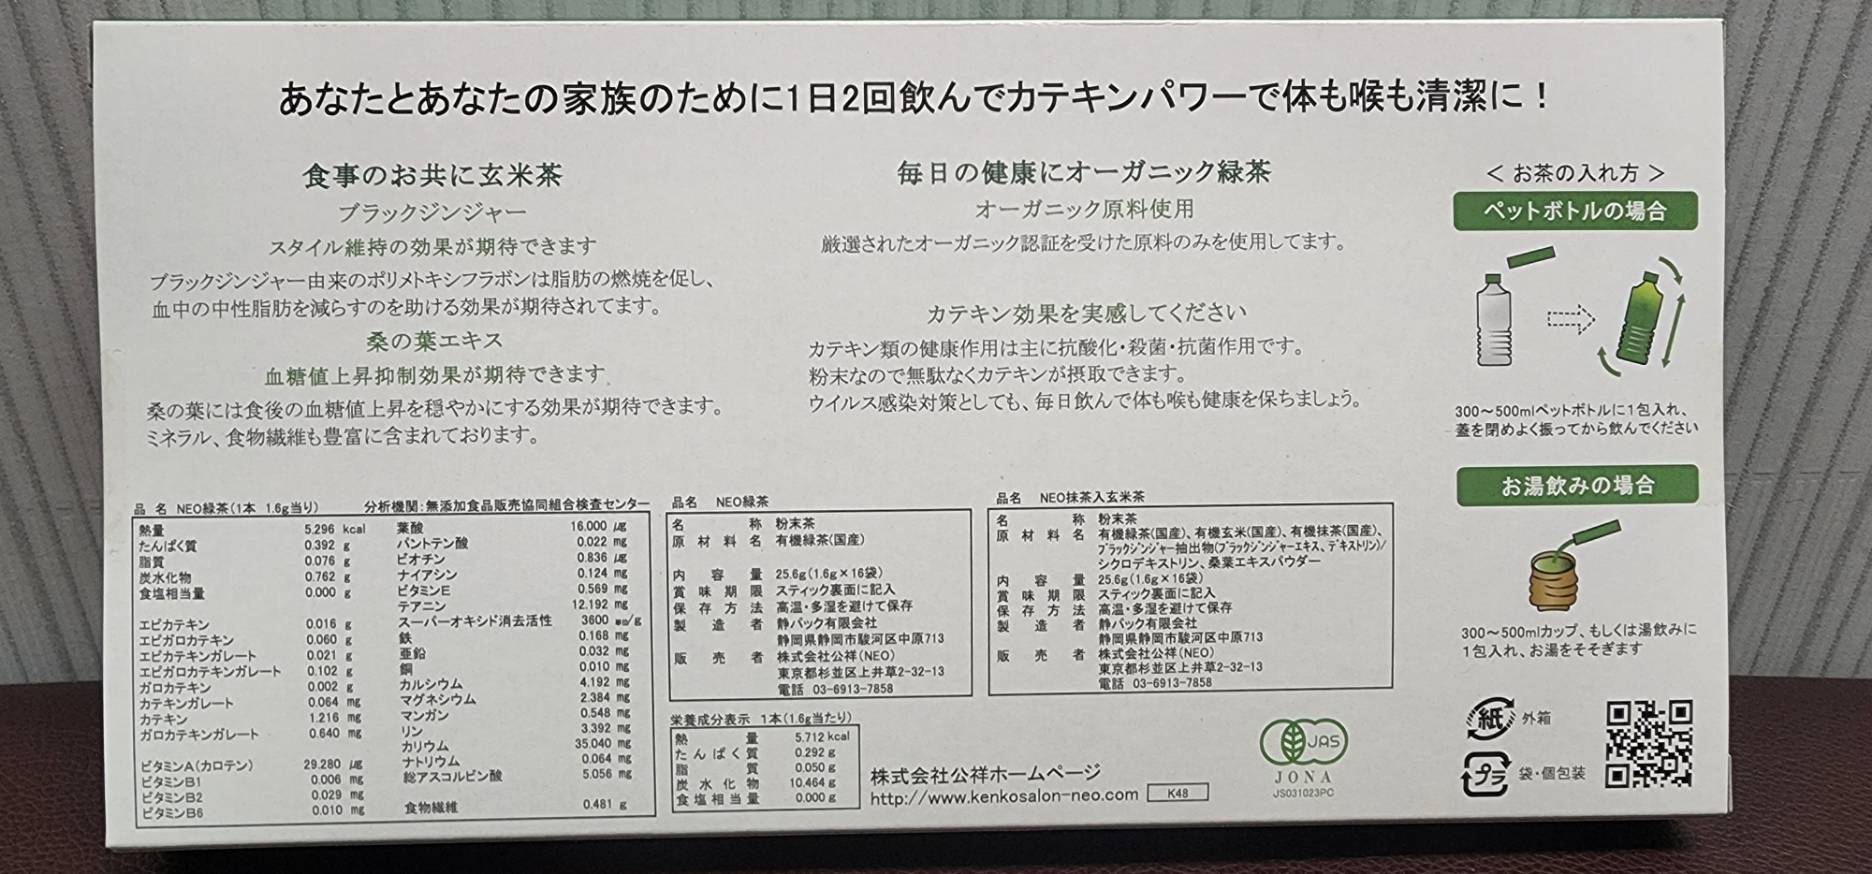 あなたとあなたの家族のために1日2回飲んでカテキンパワーで体も喉も清潔に！
食事のお共に玄米茶
ブラックジンジャー
スタイル維持の効果が期待できます
ブラックジンジャー由来のポリメトキシフラボンは脂肪の燃焼を促し、
血中の中性脂肪を減らすのを助ける効果が期待されてます。
桑の葉エキス
血糖値上昇抑制効果が期待できます
桑の葉には食後の血糖値上昇を穏やかにする効果が期待できます。
ミネラル、食物繊維も豊富に含まれております。
毎日の健康にオーガニック緑茶
オーガニック原料使用
厳選されたオーガニック認証を受けた原料のみを使用してます。
カテキン効果を実感してください
カテキン類の健康作用は主に抗酸化・殺菌・抗菌作用です。
粉末なので無駄なくカテキンが摂取できます。
ウイルス感染対策としても、毎日飲んで体も喉も健康を保ちましょう。
＜ お茶の入れ方 ＞
ペットボトルの場合
300～500mlペットボトルに1包入れ、
蓋を閉めよく振ってから飲んでください
お湯飲みの場合
300～500mlカップ、もしくは湯飲みに
1包入れ、お湯をそそぎます
品 名 NEO緑茶(1本 1.6g当り) 分析機関：無添加食品販売協同組合検査センター
熱量 5.296 kcal
たんぱく質 0.392 g
脂質 0.076 g
炭水化物 0.762 g
食塩相当量 0.000 g
エピカテキン 0.016 g
エピガロカテキン 0.060 g
エピカテキンガレート 0.021 g
エピガロカテキンガレート 0.102 g
ガロカテキン 0.002 g
カテキンガレート 0.064 mg
カテキン 1.216 mg
ガロカテキンガレート 0.640 mg
ビタミンA(カロテン) 29.280 μg
ビタミンB1 0.006 mg
ビタミンB2 0.029 mg
ビタミンB6 0.010 mg
葉酸 16.000 μg
パントテン酸 0.022 mg
ビオチン 0.836 μg
ナイアシン 0.124 mg
ビタミンE 0.569 mg
テアニン 12.192 mg
スーパーオキシド消去活性 3600 /g
鉄 0.168 mg
亜鉛 0.032 mg
銅 0.010 mg
カルシウム 4.192 mg
マグネシウム 2.384 mg
マンガン 0.548 mg
リン 3.392 mg
カリウム 35.040 mg
ナトリウム 0.064 mg
総アスコルビン酸 5.056 mg
食物繊維 0.481 g
品名 NEO緑茶
名称 粉末茶
原材料名 有機緑茶(国産)
内容量 25.6g(1.6g×16袋)
賞味期限 スティック裏面に記入
保存方法 高温・多湿を避けて保存
製造者 静パック有限会社
静岡県静岡市駿河区中原713
販売者 株式会社公祥(NEO)
東京都杉並区上井草2-32-13
電話 03-6913-7858
品名 NEO抹茶入玄米茶
名称 粉末茶
原材料名 有機緑茶(国産)、有機玄米(国産)、有機抹茶(国産)、
ブラックジンジャー抽出物(ブラックジンジャーエキス、デキストリン)/
シクロデキストリン、桑葉エキスパウダー
内容量 25.6g(1.6g×16袋)
賞味期限 スティック裏面に記入
保存方法 高温・多湿を避けて保存
製造者 静パック有限会社
静岡県静岡市駿河区中原713
販売者 株式会社公祥(NEO)
東京都杉並区上井草2-32-13
電話 03-6913-7858
栄養成分表示 1本(1.6g当たり)
熱量 5.712 kcal
たんぱく質 0.292 g
脂質 0.050 g
炭水化物 10.464 g
食塩相当量 0.000 g
株式会社公祥ホームページ
http://www.kenkosalon-neo.com K48
JAS
JONA
JS031023PC
紙 外箱
プラ 袋・個包装